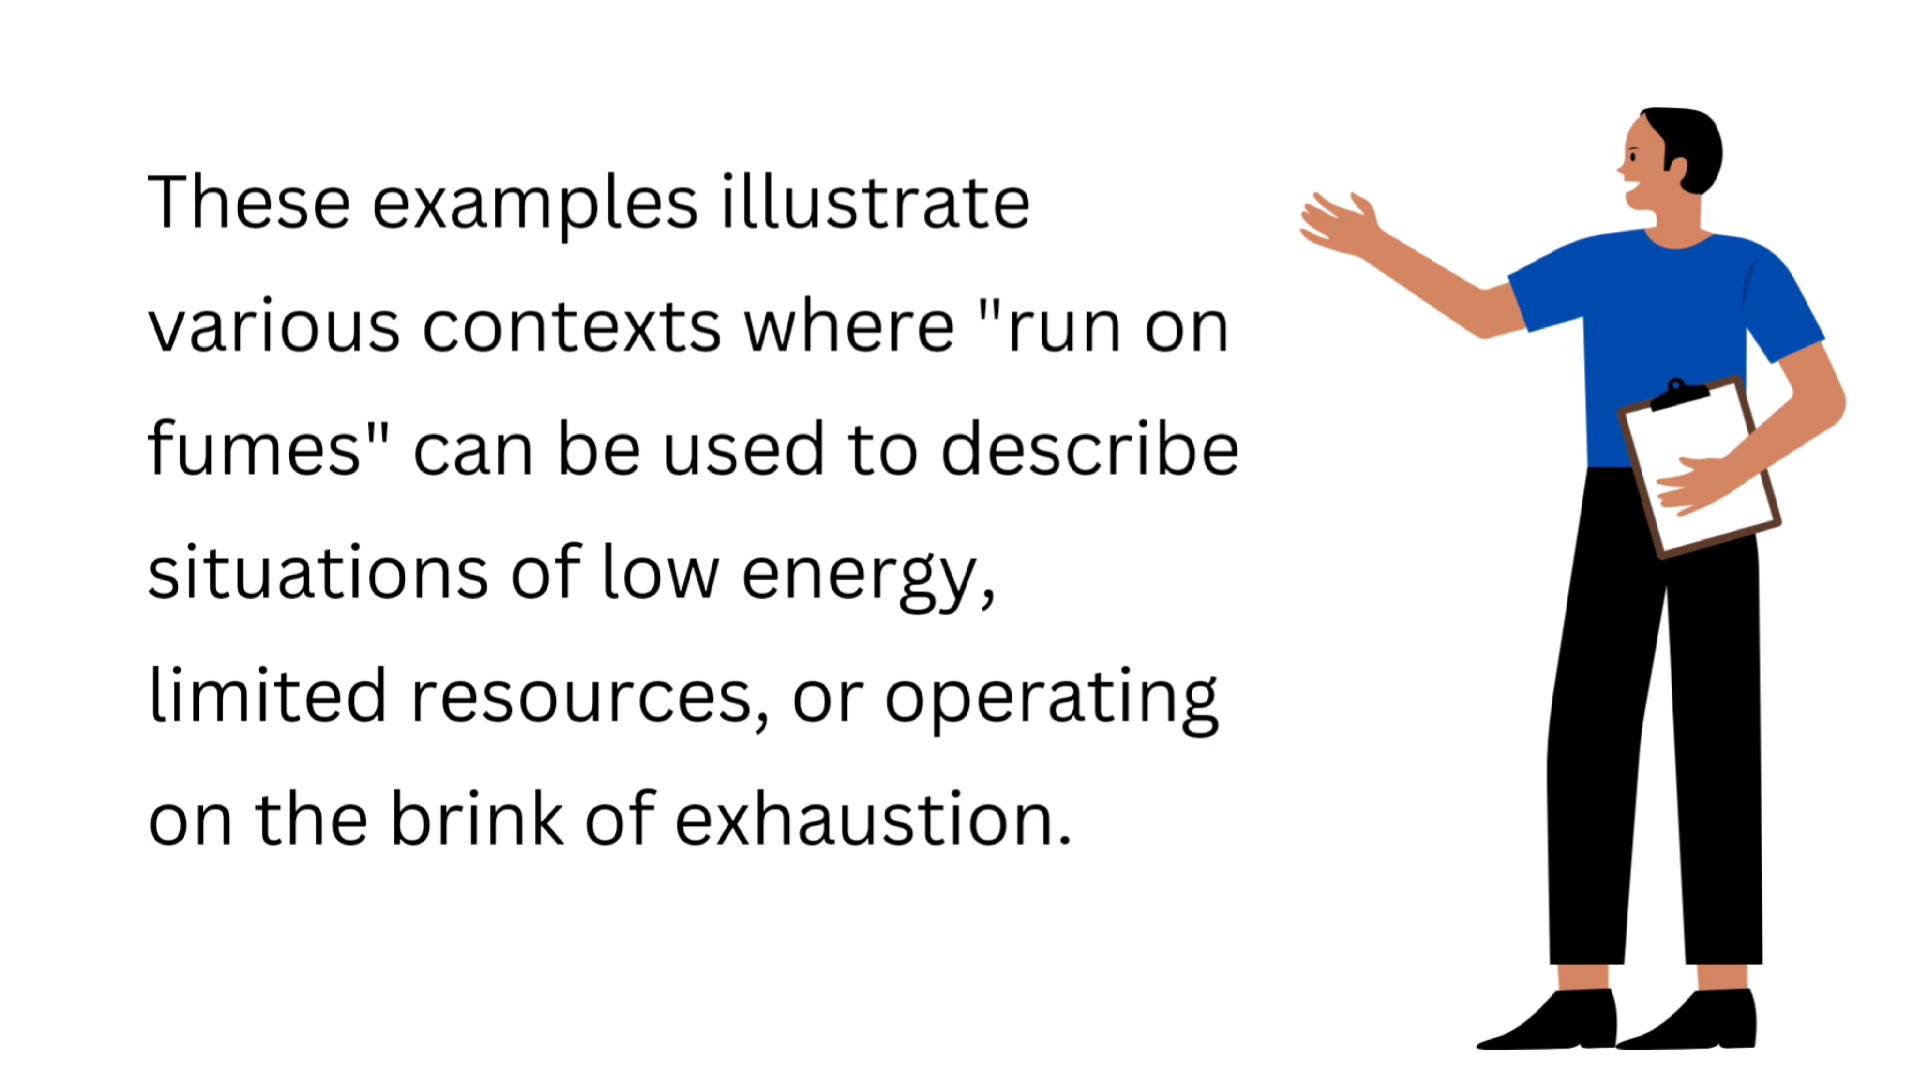 These examples illustrate
various contexts where "run on
fumes" can be used to describe
situations of low energy,
limited resources, or operating
on the brink of exhaustion.